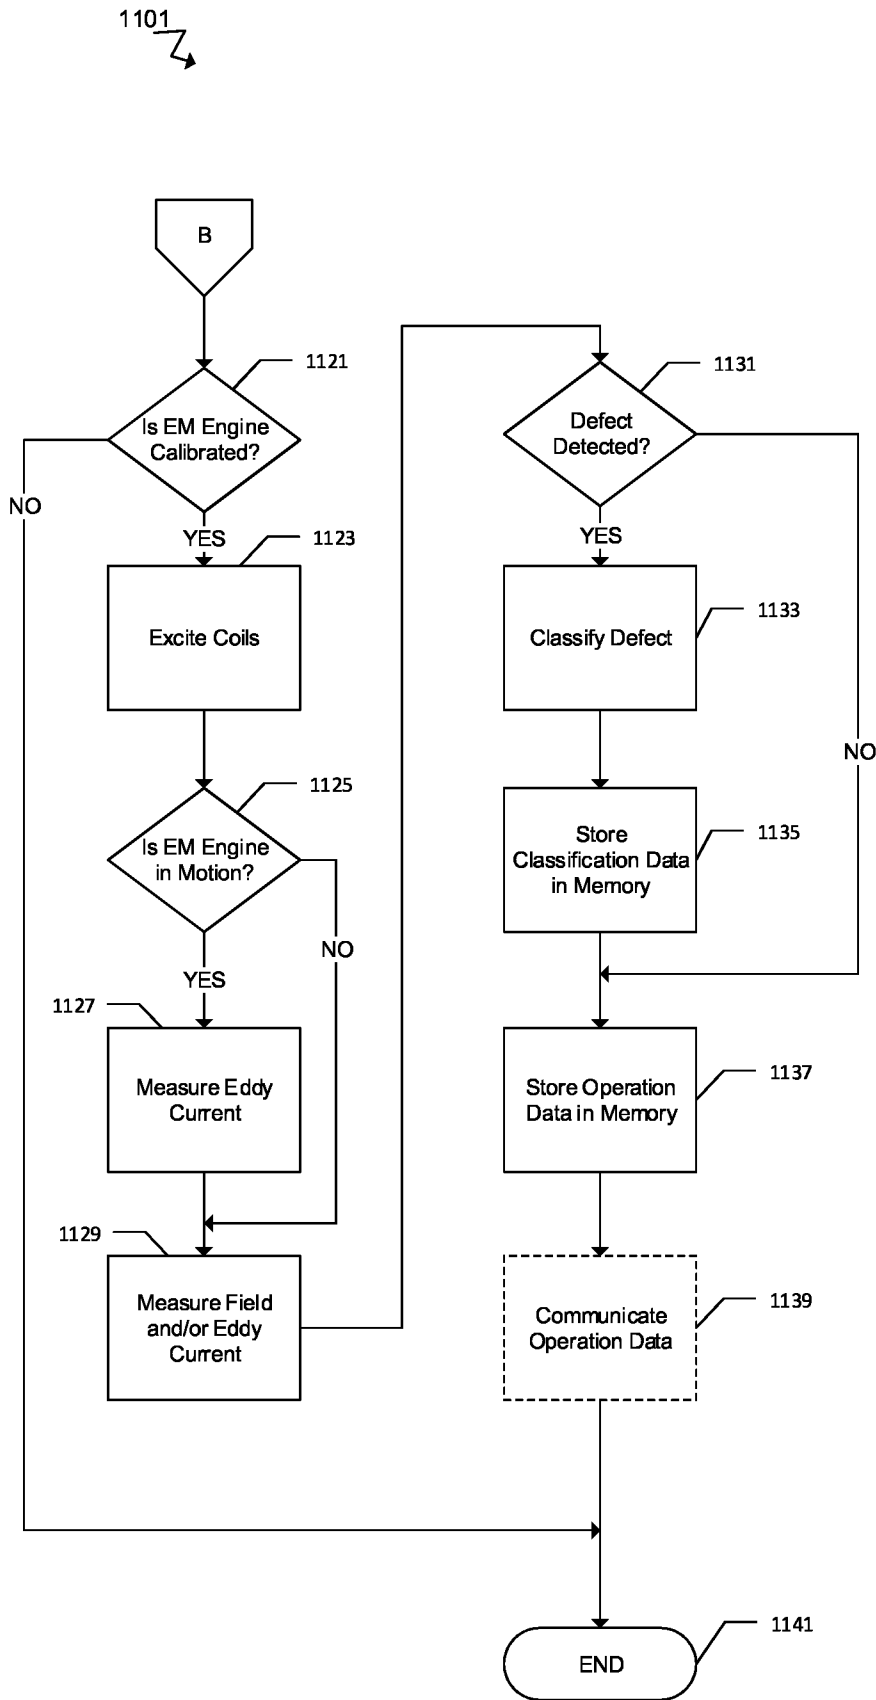 1101
B
1121
Is EM Engine
Calibrated?
NO
YES
1123
Excite Coils
1125
Is EM Engine
in Motion?
NO
YES
1127
Measure Eddy
Current
1129
Measure Field
and/or Eddy
Current
1131
Defect
Detected?
YES
NO
1133
Classify Defect
1135
Store
Classification Data
in Memory
1137
Store Operation
Data in Memory
1139
Communicate
Operation Data
1141
END